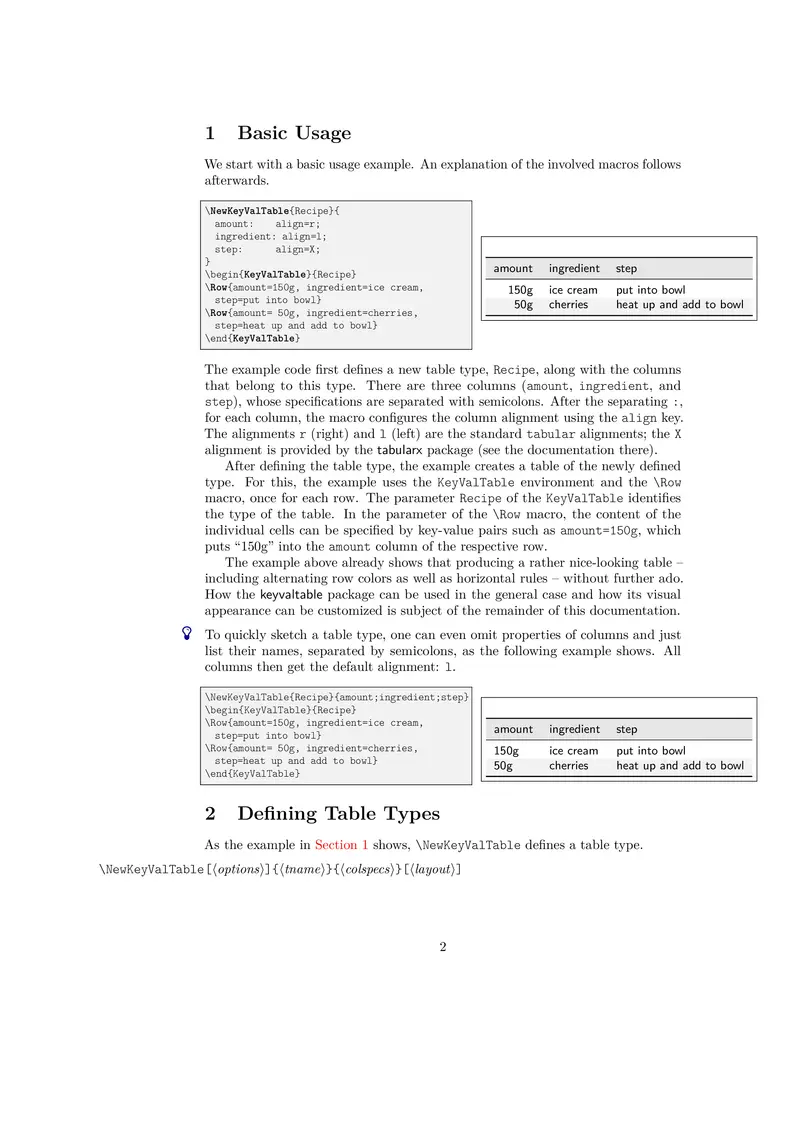 1 Basic Usage
We start with a basic usage example. An explanation of the involved macros follows
afterwards.
\NewKeyValTable{Recipe}{
  amount:    align=r;
  ingredient: align=l;
  step:      align=X;
}
\begin{KeyValTable}{Recipe}
\Row{amount=150g, ingredient=ice cream,
  step=put into bowl}
\Row{amount= 50g, ingredient=cherries,
  step=heat up and add to bowl}
\end{KeyValTable}
amount ingredient step
150g ice cream put into bowl
50g cherries heat up and add to bowl
The example code first defines a new table type, Recipe, along with the columns
that belong to this type. There are three columns (amount, ingredient, and
step), whose specifications are separated with semicolons. After the separating :,
for each column, the macro configures the column alignment using the align key.
The alignments r (right) and l (left) are the standard tabular alignments; the X
alignment is provided by the tabularx package (see the documentation there).
After defining the table type, the example creates a table of the newly defined
type. For this, the example uses the KeyValTable environment and the \Row
macro, once for each row. The parameter Recipe of the KeyValTable identifies
the type of the table. In the parameter of the \Row macro, the content of the
individual cells can be specified by key-value pairs such as amount=150g, which
puts “150g” into the amount column of the respective row.
The example above already shows that producing a rather nice-looking table –
including alternating row colors as well as horizontal rules – without further ado.
How the keyvaltable package can be used in the general case and how its visual
appearance can be customized is subject of the remainder of this documentation.
To quickly sketch a table type, one can even omit properties of columns and just
list their names, separated by semicolons, as the following example shows. All
columns then get the default alignment: l.
\NewKeyValTable{Recipe}{amount;ingredient;step}
\begin{KeyValTable}{Recipe}
\Row{amount=150g, ingredient=ice cream,
  step=put into bowl}
\Row{amount= 50g, ingredient=cherries,
  step=heat up and add to bowl}
\end{KeyValTable}
amount ingredient step
150g ice cream put into bowl
50g cherries heat up and add to bowl
2 Defining Table Types
As the example in Section 1 shows, \NewKeyValTable defines a table type.
\NewKeyValTable[⟨options⟩]{⟨tname⟩}{⟨colspecs⟩}[⟨layout⟩]
2